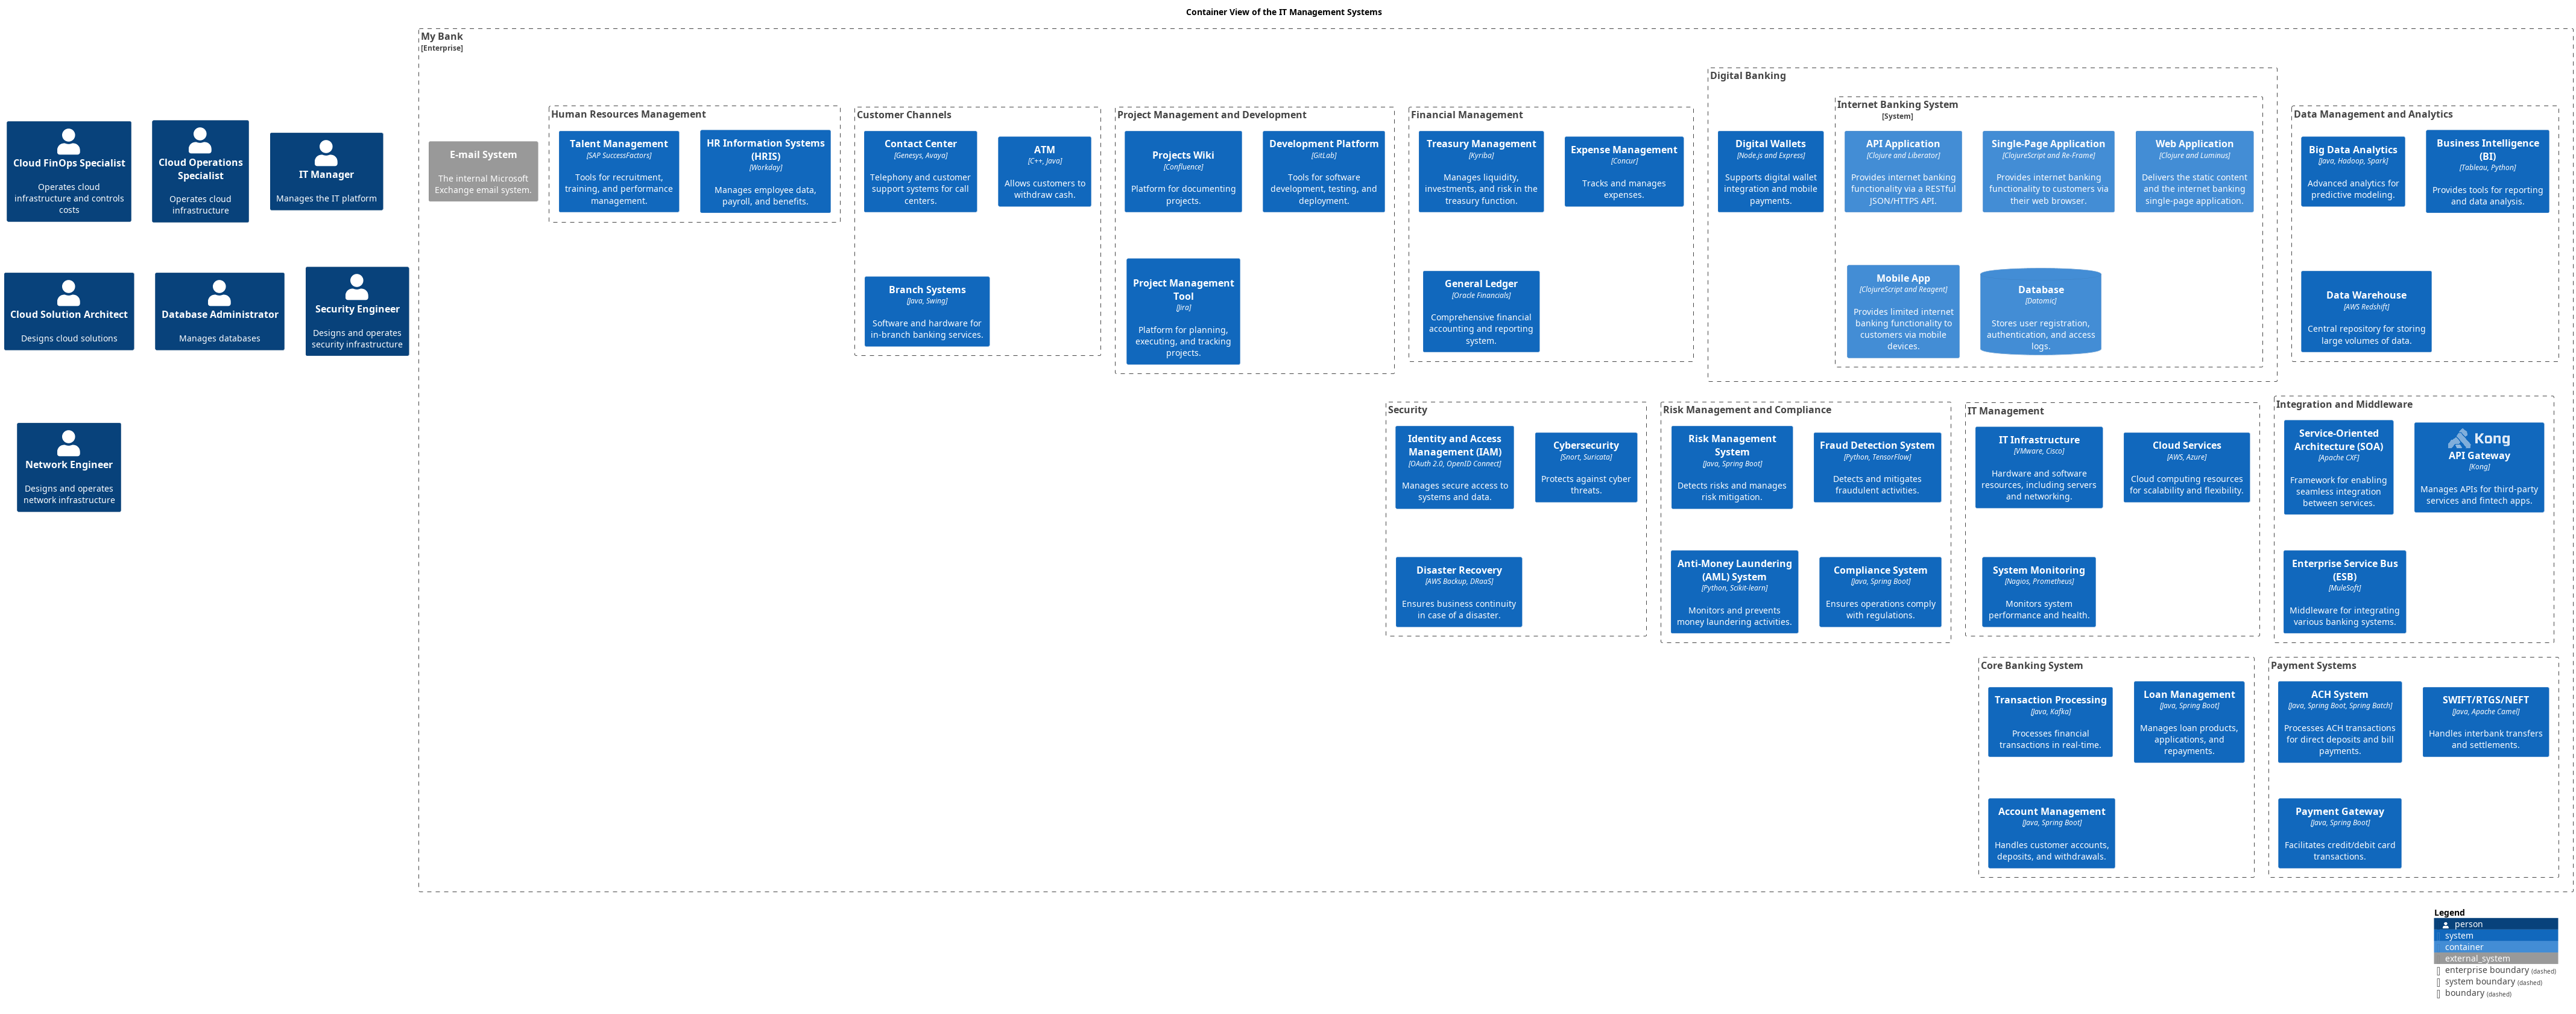 Container View of the IT Management Systems
Cloud FinOps Specialist
Operates cloud
infrastructure and controls
costs
Cloud Operations
Specialist
Operates cloud
infrastructure
IT Manager
Manages the IT platform
Cloud Solution Architect
Designs cloud solutions
Database Administrator
Manages databases
Security Engineer
Designs and operates
security infrastructure
Network Engineer
Designs and operates
network infrastructure
My Bank
[Enterprise]
E-mail System
The internal Microsoft
Exchange email system.
Human Resources Management
Talent Management
[SAP SuccessFactors]
Tools for recruitment,
training, and performance
management.
HR Information Systems
(HRIS)
[Workday]
Manages employee data,
payroll, and benefits.
Customer Channels
Contact Center
[Genesys, Avaya]
Telephony and customer
support systems for call
centers.
ATM
[C++, Java]
Allows customers to
withdraw cash.
Branch Systems
[Java, Swing]
Software and hardware for
in-branch banking services.
Project Management and Development
Projects Wiki
[Confluence]
Platform for documenting
projects.
Development Platform
[GitLab]
Tools for software
development, testing, and
deployment.
Project Management
Tool
[Jira]
Platform for planning,
executing, and tracking
projects.
Financial Management
Treasury Management
[Kyriba]
Manages liquidity,
investments, and risk in the
treasury function.
Expense Management
[Concur]
Tracks and manages
expenses.
General Ledger
[Oracle Financials]
Comprehensive financial
accounting and reporting
system.
Digital Banking
Digital Wallets
[Node.js and Express]
Supports digital wallet
integration and mobile
payments.
Internet Banking System
[System]
API Application
[Clojure and Liberator]
Provides internet banking
functionality via a RESTful
JSON/HTTPS API.
Single-Page Application
[ClojureScript and Re-Frame]
Provides internet banking
functionality to customers via
their web browser.
Web Application
[Clojure and Luminus]
Delivers the static content
and the internet banking
single-page application.
Mobile App
[ClojureScript and Reagent]
Provides limited internet
banking functionality to
customers via mobile
devices.
Database
[Datomic]
Stores user registration,
authentication, and access
logs.
Data Management and Analytics
Big Data Analytics
[Java, Hadoop, Spark]
Advanced analytics for
predictive modeling.
Business Intelligence
(BI)
[Tableau, Python]
Provides tools for reporting
and data analysis.
Data Warehouse
[AWS Redshift]
Central repository for storing
large volumes of data.
Security
Identity and Access
Management (IAM)
[OAuth 2.0, OpenID Connect]
Manages secure access to
systems and data.
Cybersecurity
[Snort, Suricata]
Protects against cyber
threats.
Disaster Recovery
[AWS Backup, DRaaS]
Ensures business continuity
in case of a disaster.
Risk Management and Compliance
Risk Management
System
[Java, Spring Boot]
Detects risks and manages
risk mitigation.
Fraud Detection System
[Python, TensorFlow]
Detects and mitigates
fraudulent activities.
Anti-Money Laundering
(AML) System
[Python, Scikit-learn]
Monitors and prevents
money laundering activities.
Compliance System
[Java, Spring Boot]
Ensures operations comply
with regulations.
IT Management
IT Infrastructure
[VMware, Cisco]
Hardware and software
resources, including servers
and networking.
Cloud Services
[AWS, Azure]
Cloud computing resources
for scalability and flexibility.
System Monitoring
[Nagios, Prometheus]
Monitors system
performance and health.
Integration and Middleware
Service-Oriented
Architecture (SOA)
[Apache CXF]
Framework for enabling
seamless integration
between services.
Kong
API Gateway
[Kong]
Manages APIs for third-party
services and fintech apps.
Enterprise Service Bus
(ESB)
[MuleSoft]
Middleware for integrating
various banking systems.
Core Banking System
Transaction Processing
[Java, Kafka]
Processes financial
transactions in real-time.
Loan Management
[Java, Spring Boot]
Manages loan products,
applications, and
repayments.
Account Management
[Java, Spring Boot]
Handles customer accounts,
deposits, and withdrawals.
Payment Systems
ACH System
[Java, Spring Boot, Spring Batch]
Processes ACH transactions
for direct deposits and bill
payments.
SWIFT/RTGS/NEFT
[Java, Apache Camel]
Handles interbank transfers
and settlements.
Payment Gateway
[Java, Spring Boot]
Facilitates credit/debit card
transactions.
Legend
person
system
container
external_system
enterprise boundary (dashed)
system boundary (dashed)
boundary (dashed)